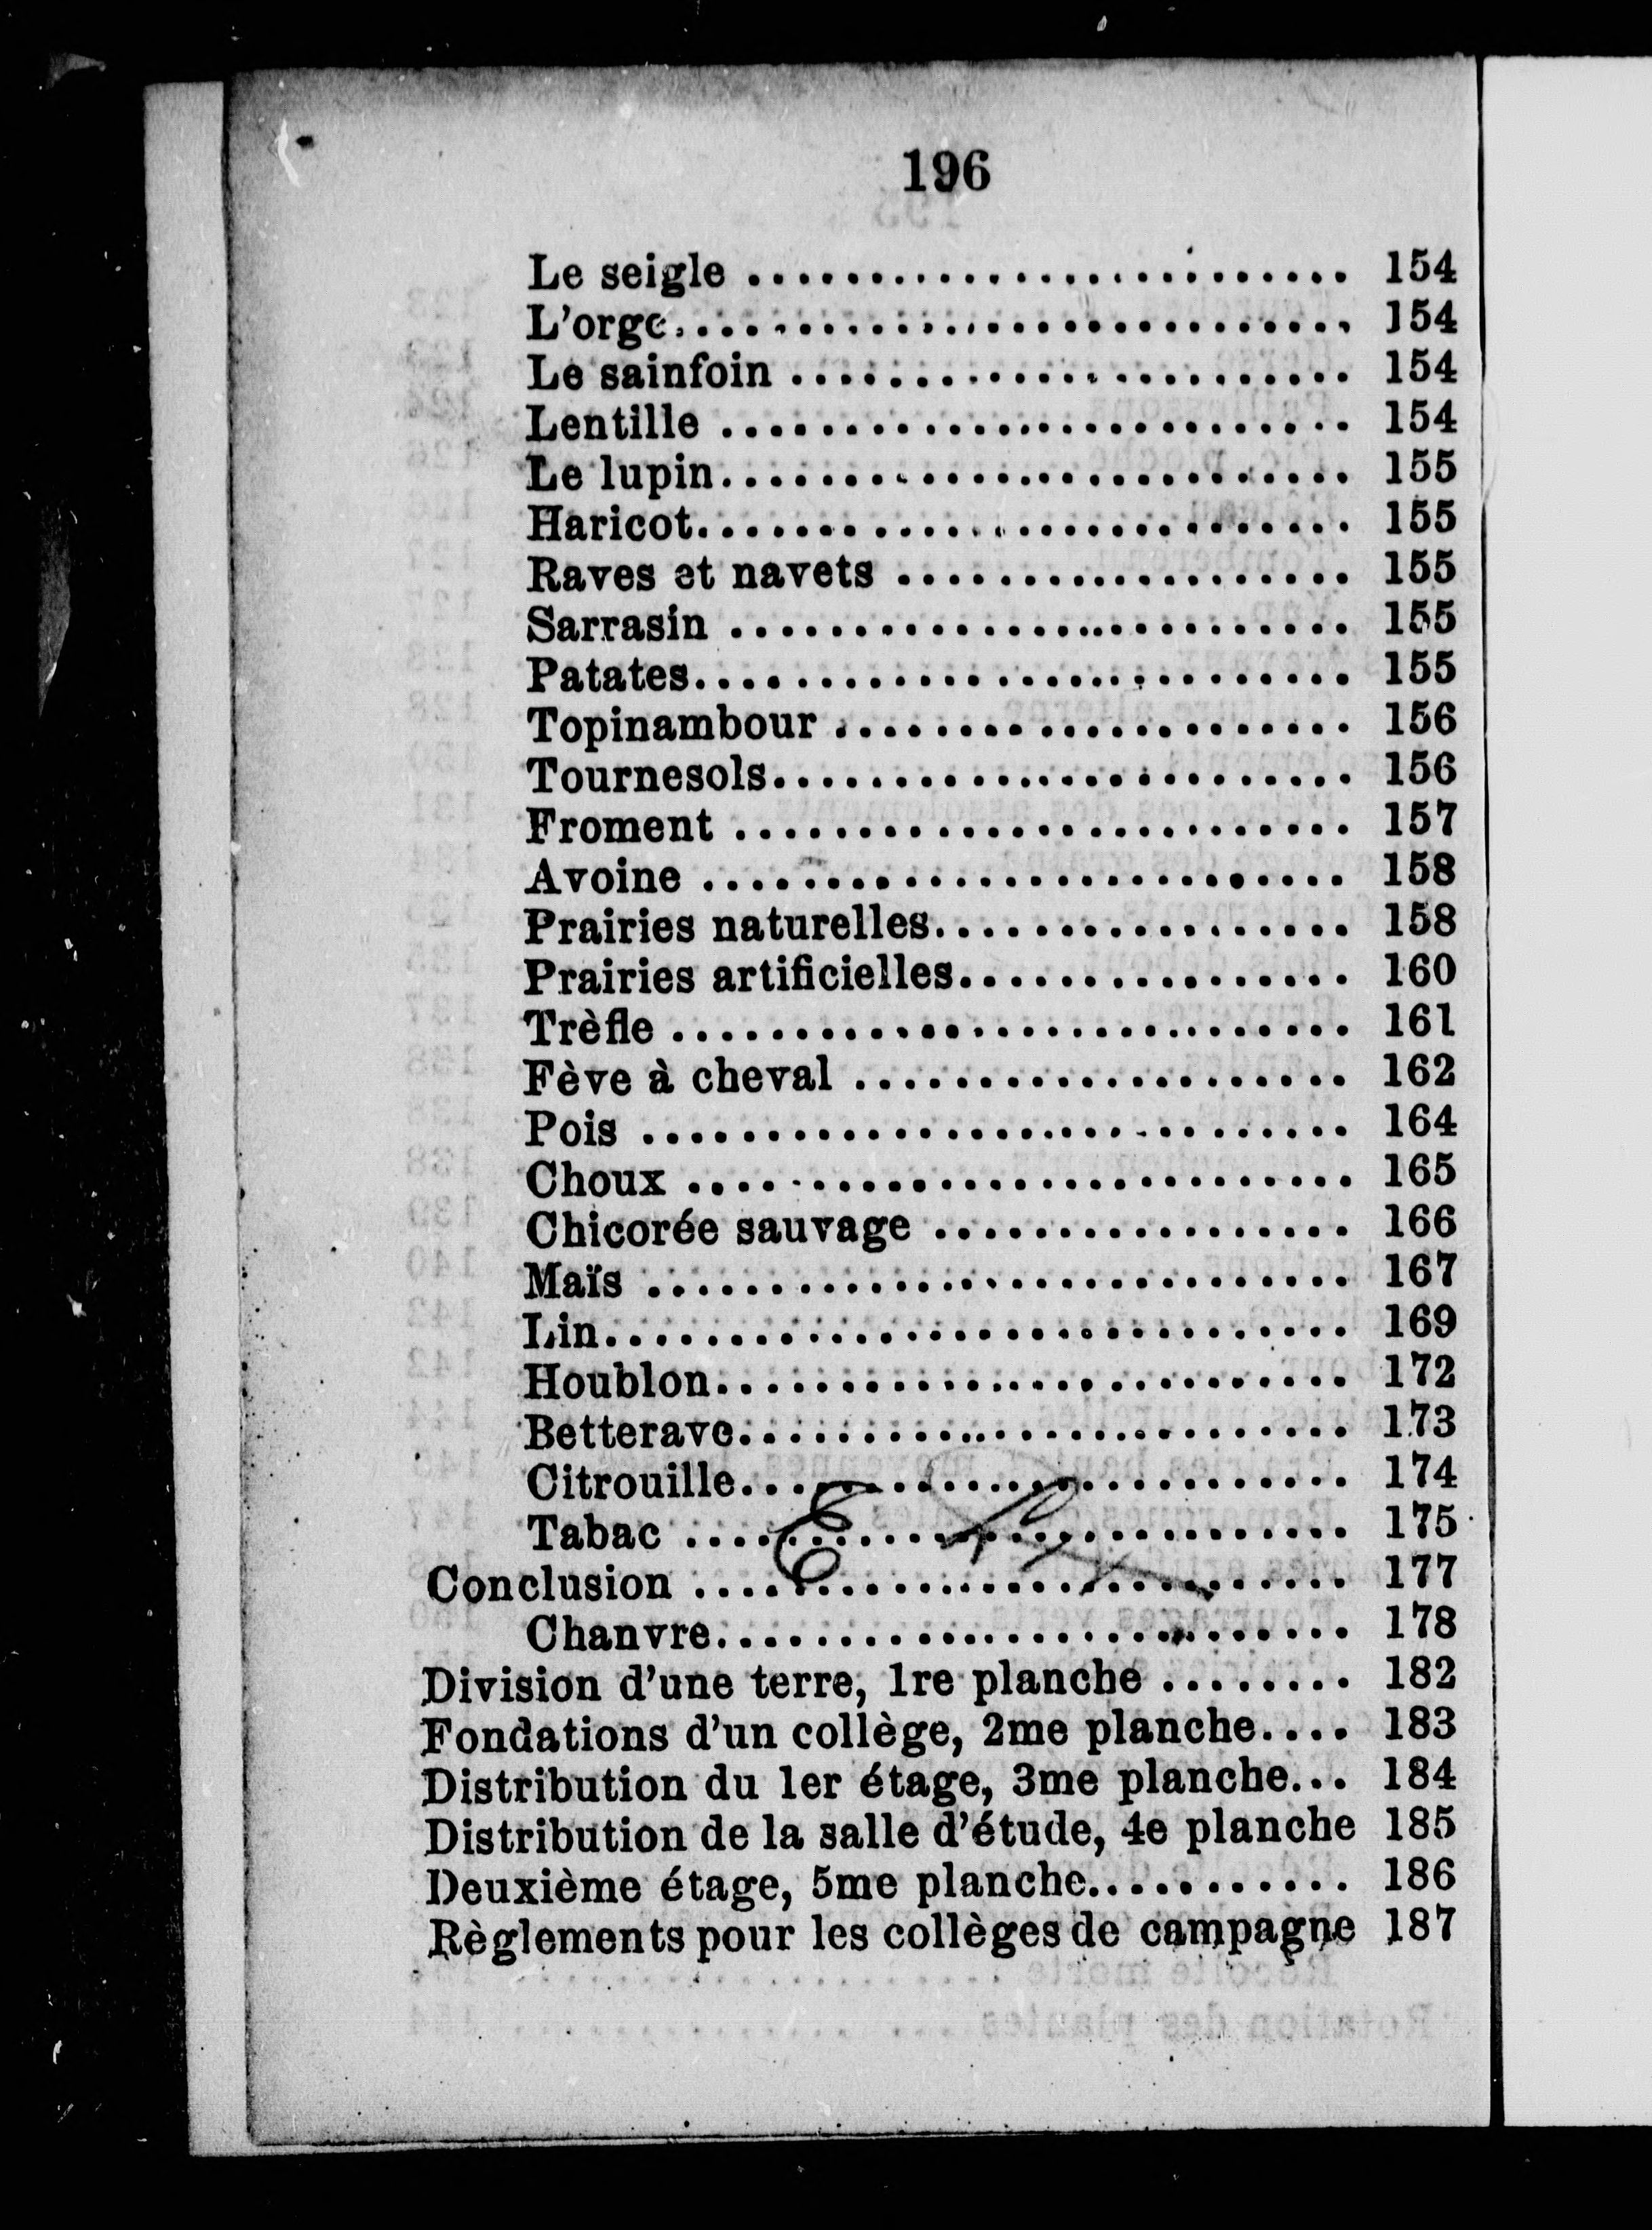 196
Le seigle .......................... 154
L'orge............................. 154
Le sainfoin ........................ 154
Lentille ........................... 154
Le lupin........................... 155
Haricot............................ 155
Raves et navets ................... 155
Sarrasin .......................... 155
Patates............................ 155
Topinambour ...................... 156
Tournesols......................... 156
Froment .......................... 157
Avoine ........................... 158
Prairies naturelles.................. 158
Prairies artificielles................ 160
Trèfle ............................. 161
Fève à cheval ..................... 162
Pois .............................. 164
Choux ............................ 165
Chicorée sauvage .................. 166
Maïs .............................. 167
Lin................................ 169
Houblon........................... 172
Betterave.......................... 173
Citrouille.......................... 174
Tabac ............................. 175
Conclusion ............................ 177
Chanvre........................... 178
Division d'une terre, 1re planche ........ 182
Fondations d'un collège, 2me planche.... 183
Distribution du 1er étage, 3me planche... 184
Distribution de la salle d'étude, 4e planche 185
Deuxième étage, 5me planche........... 186
Règlements pour les collèges de campagne 187